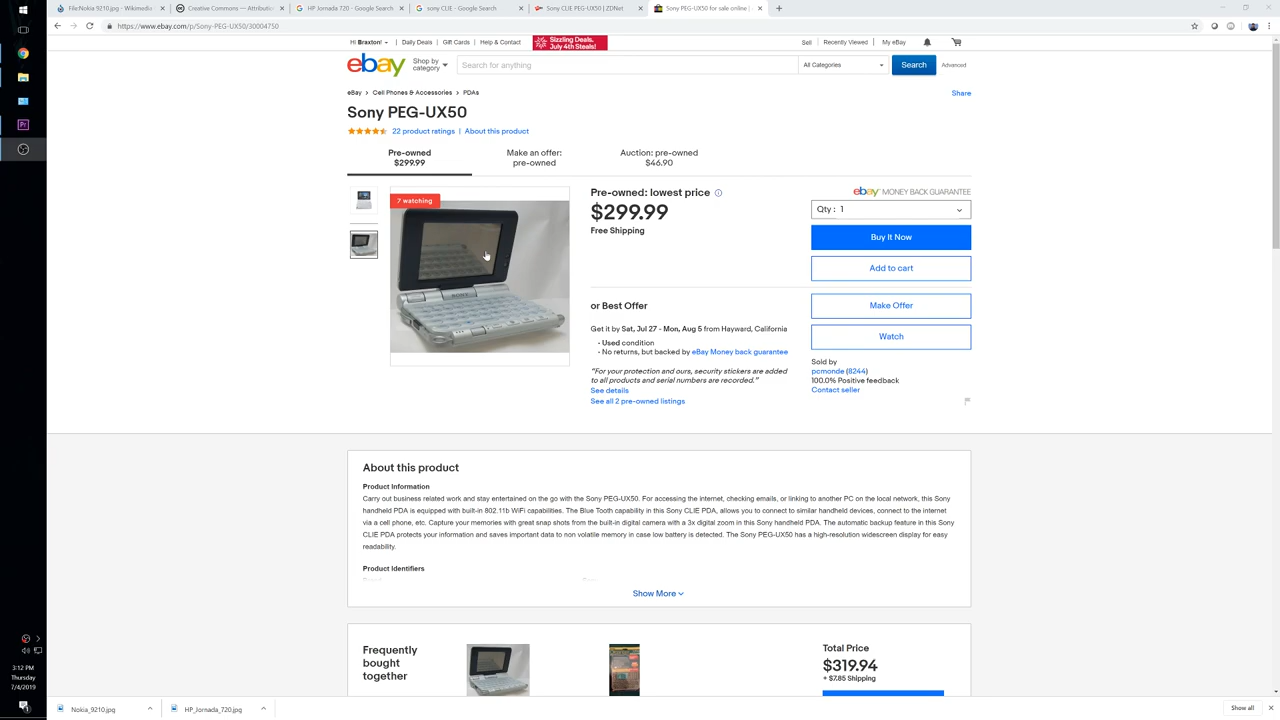 File:Nokia 9210.jpg - Wikimedi
Creative Commons — Attributio
HP Jornada 720 - Google Search
sony CLIE - Google Search
Sony CLIE PEG-UX50 | ZDNet
Sony PEG-UX50 for sale online |
https://www.ebay.com/p/Sony-PEG-UX50/30004750
Hi Braxton!
Daily Deals
Gift Cards
Help & Contact
Sizzling Deals.
July 4th Steals!
Sell
Recently Viewed
My eBay
ebay
Shop by
category
Search for anything
All Categories
Search
Advanced
eBay > Cell Phones & Accessories > PDAs
Share
Sony PEG-UX50
22 product ratings | About this product
Pre-owned
$299.99
Make an offer:
pre-owned
Auction: pre-owned
$46.90
7 watching
SONY
Pre-owned: lowest price
$299.99
Free Shipping
ebay MONEY BACK GUARANTEE
Qty : 1
Buy It Now
Add to cart
or Best Offer
Make Offer
Get it by Sat, Jul 27 - Mon, Aug 5 from Hayward, California
Watch
• Used condition
• No returns, but backed by eBay Money back guarantee
"For your protection and ours, security stickers are added
to all products and serial numbers are recorded."
See details
See all 2 pre-owned listings
Sold by
pcmonde (8244)
100.0% Positive feedback
Contact seller
About this product
Product Information
Carry out business related work and stay entertained on the go with the Sony PEG-UX50. For accessing the internet, checking emails, or linking to another PC on the local network, this Sony
handheld PDA is equipped with built-in 802.11b WiFi capabilities. The Blue Tooth capability in this Sony CLIE PDA, allows you to connect to similar handheld devices, connect to the internet
via a cell phone, etc. Capture your memories with great snap shots from the built-in digital camera with a 3x digital zoom in this Sony handheld PDA. The automatic backup feature in this Sony
CLIE PDA protects your information and saves important data to non volatile memory in case low battery is detected. The Sony PEG-UX50 has a high-resolution widescreen display for easy
readability.
Product Identifiers
Show More
Frequently
bought
together
Total Price
$319.94
+ $7.85 Shipping
3:12 PM
Thursday
7/4/2019
Nokia_9210.jpg
HP_Jornada_720.jpg
Show all